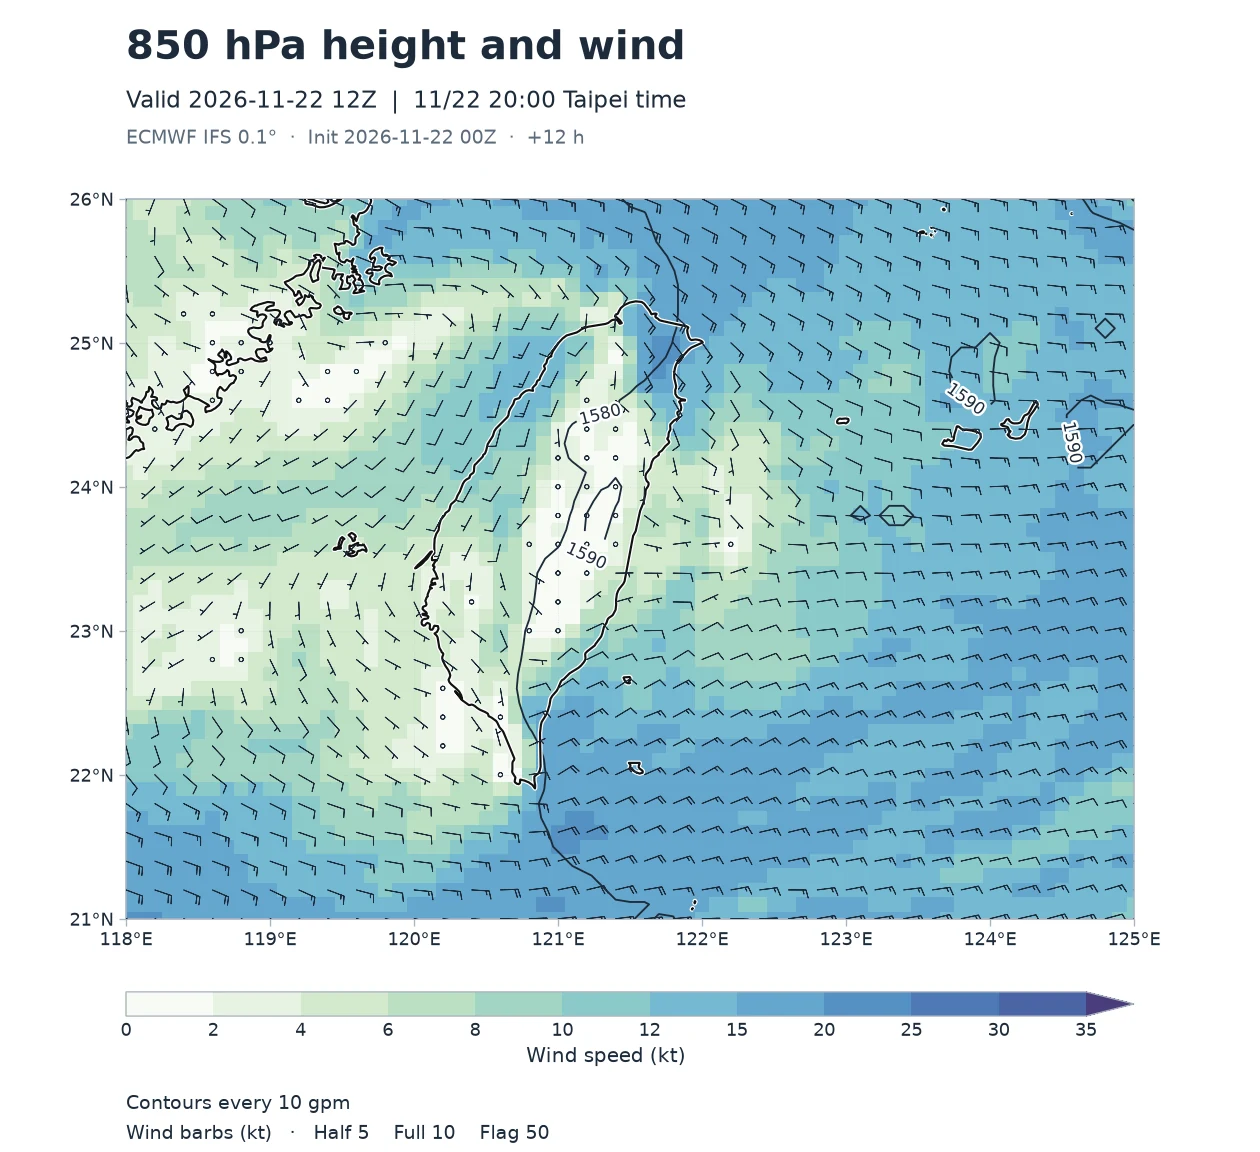 850 hPa height and wind
Valid 2026-11-22 12Z | 11/22 20:00 Taipei time
ECMWF IFS 0.1° · Init 2026-11-22 00Z · +12 h
26°N
25°N
24°N
23°N
22°N
21°N
1580
1590
1590
1590
118°E 119°E 120°E 121°E 122°E 123°E 124°E 125°E
0 2 4 6 8 10 12 15 20 25 30 35
Wind speed (kt)
Contours every 10 gpm
Wind barbs (kt) · Half 5 Full 10 Flag 50